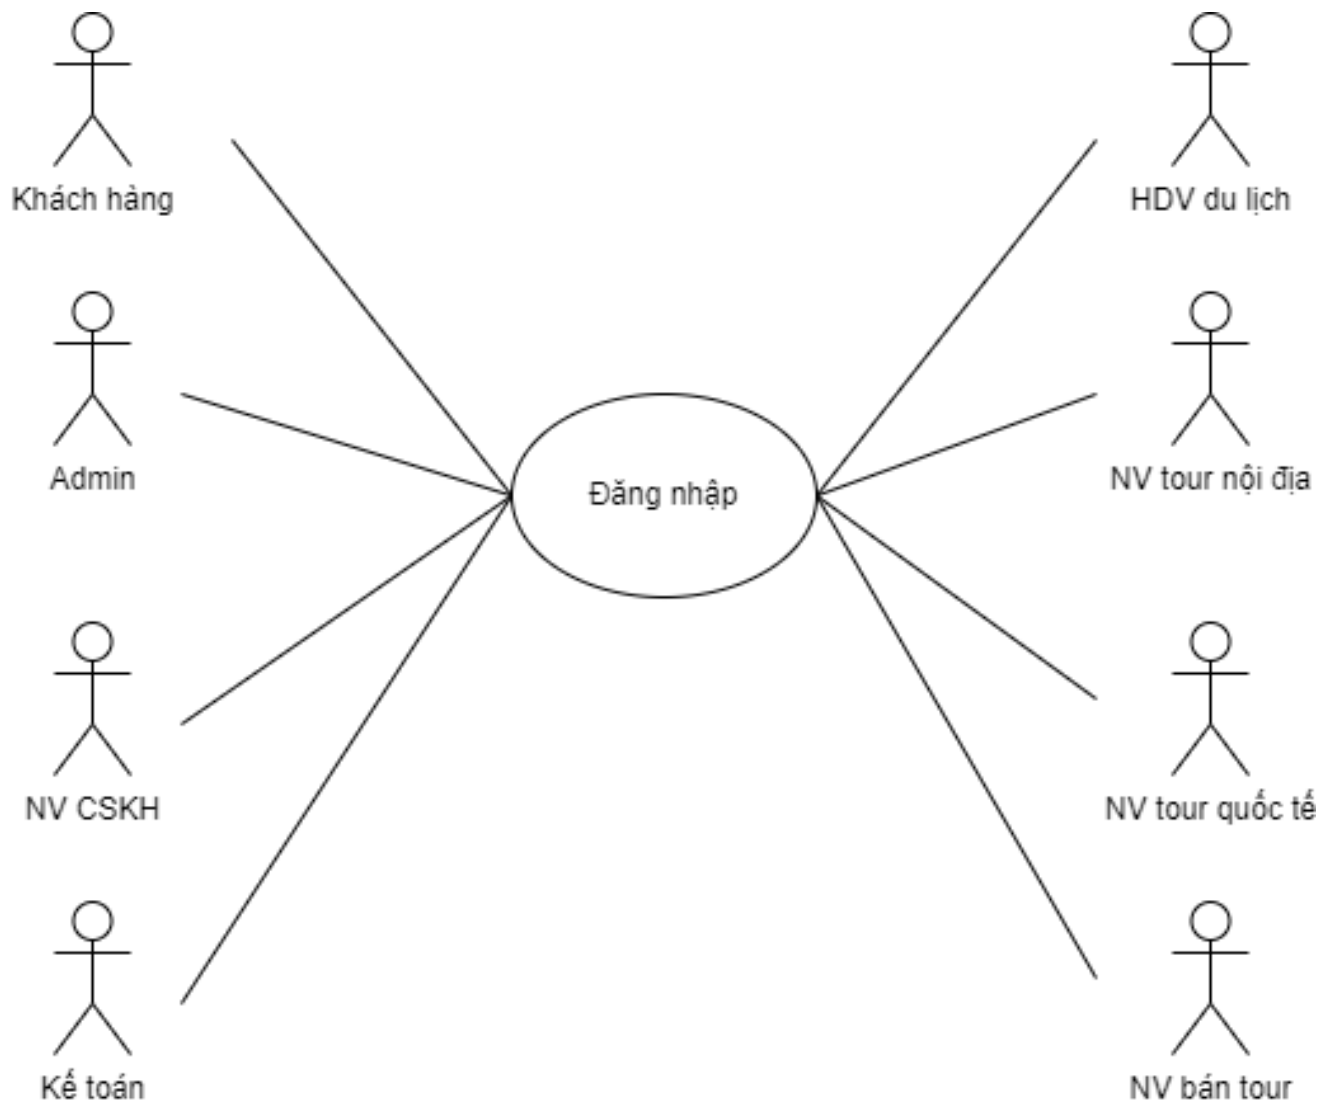 Khách hàng
HDV du lịch
Admin
NV tour nội địa
Đăng nhập
NV CSKH
NV tour quốc tế
Kế toán
NV bán tour